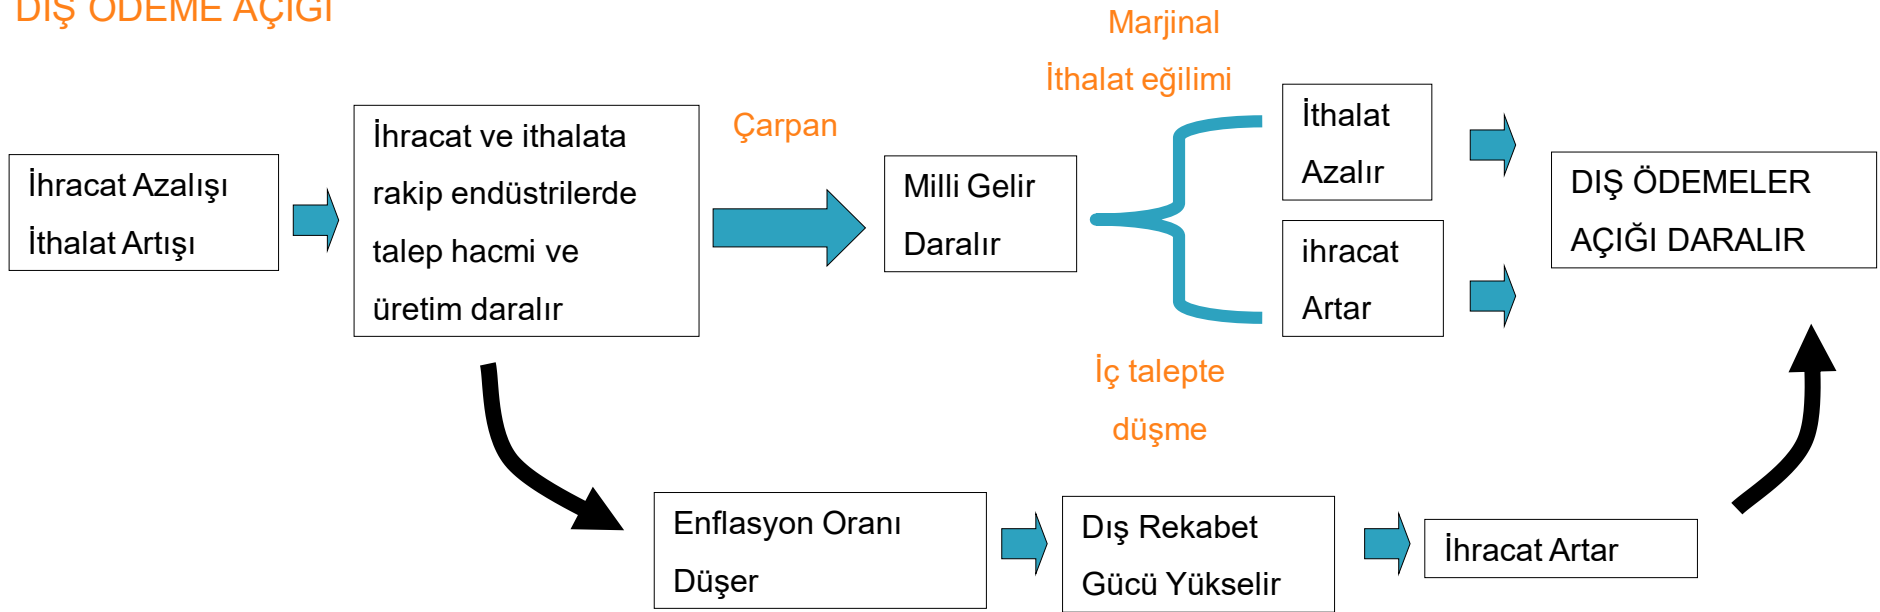 DIŞ ÖDEME AÇIĞI
İhracat Azalışı
İthalat Artışı
İhracat ve ithalata
rakip endüstrilerde
talep hacmi ve
üretim daralır
Çarpan
Milli Gelir
Daralır
Marjinal
İthalat eğilimi
İthalat
Azalır
ihracat
Artar
İç talepte
düşme
DIŞ ÖDEMELER
AÇIĞI DARALIR
Enflasyon Oranı
Düşer
Dış Rekabet
Gücü Yükselir
İhracat Artar